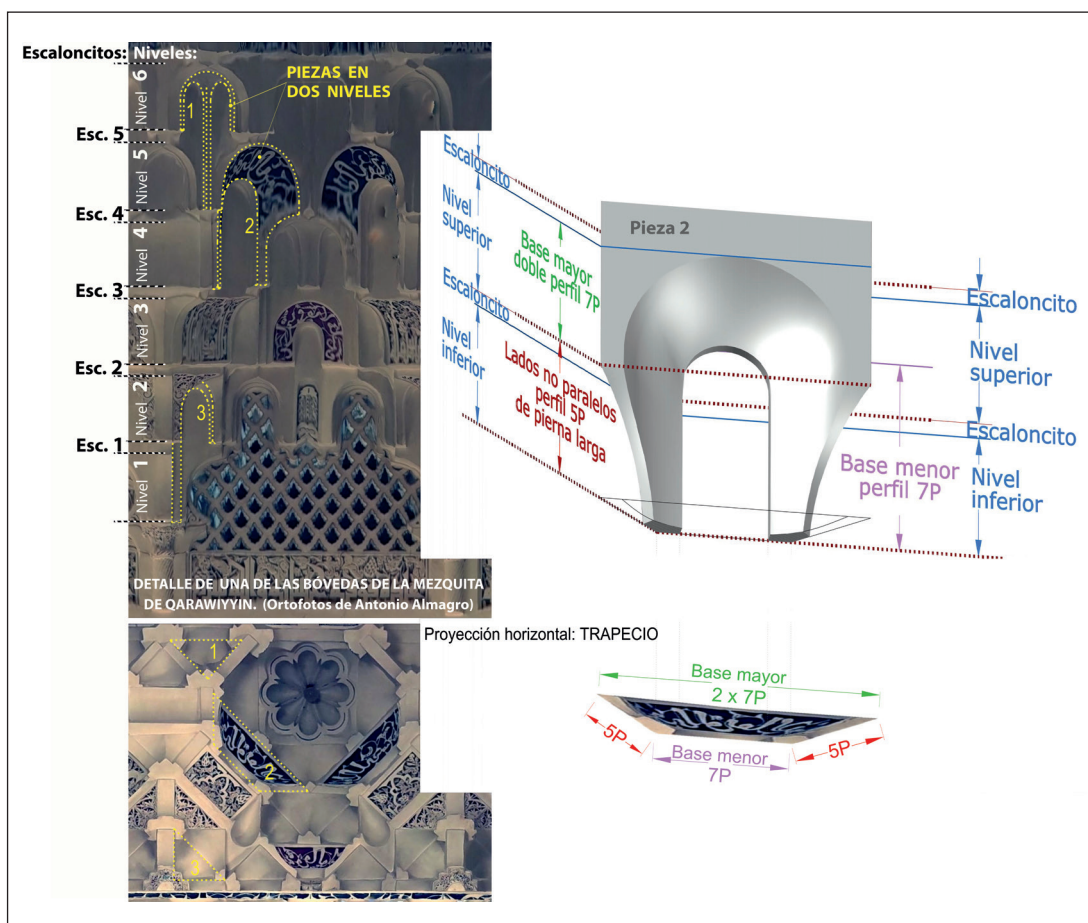 Escaloncitos: Niveles:
Nivel 6
Esc. 5
Nivel 5
Esc. 4
Nivel 4
Esc. 3
Nivel 3
Esc. 2
Nivel 2
Esc. 1
Nivel 1
PIEZAS EN
DOS NIVELES
1
2
3
DETALLE DE UNA DE LAS BÓVEDAS DE LA MEZQUITA
DE QARAWIYYIN. (Ortofotos de Antonio Almagro)
Escaloncito
Nivel
superior
Escaloncito
Nivel
inferior
Base mayor
doble perfil 7P
Lados no paralelos
perfil 5P
de pierna larga
Pieza 2
Escaloncito
Nivel
superior
Escaloncito
Nivel
inferior
Base menor
perfil 7P
1
2
3
Proyección horizontal: TRAPECIO
Base mayor
2 x 7P
5P
Base menor
7P
5P